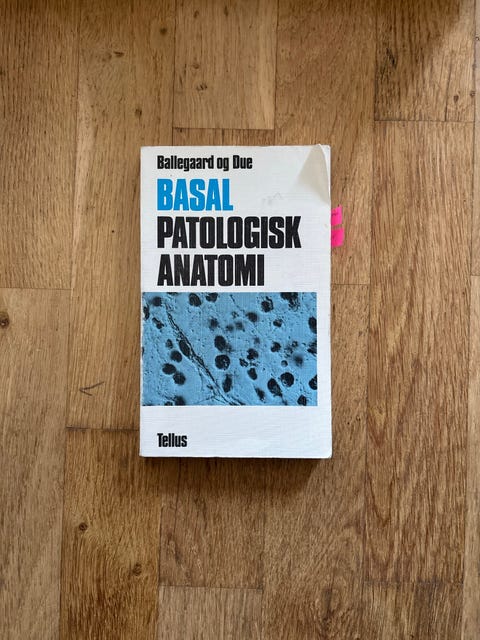 Ballegaard og Due
BASAL
PATOLOGISK
ANATOMI
Tellus